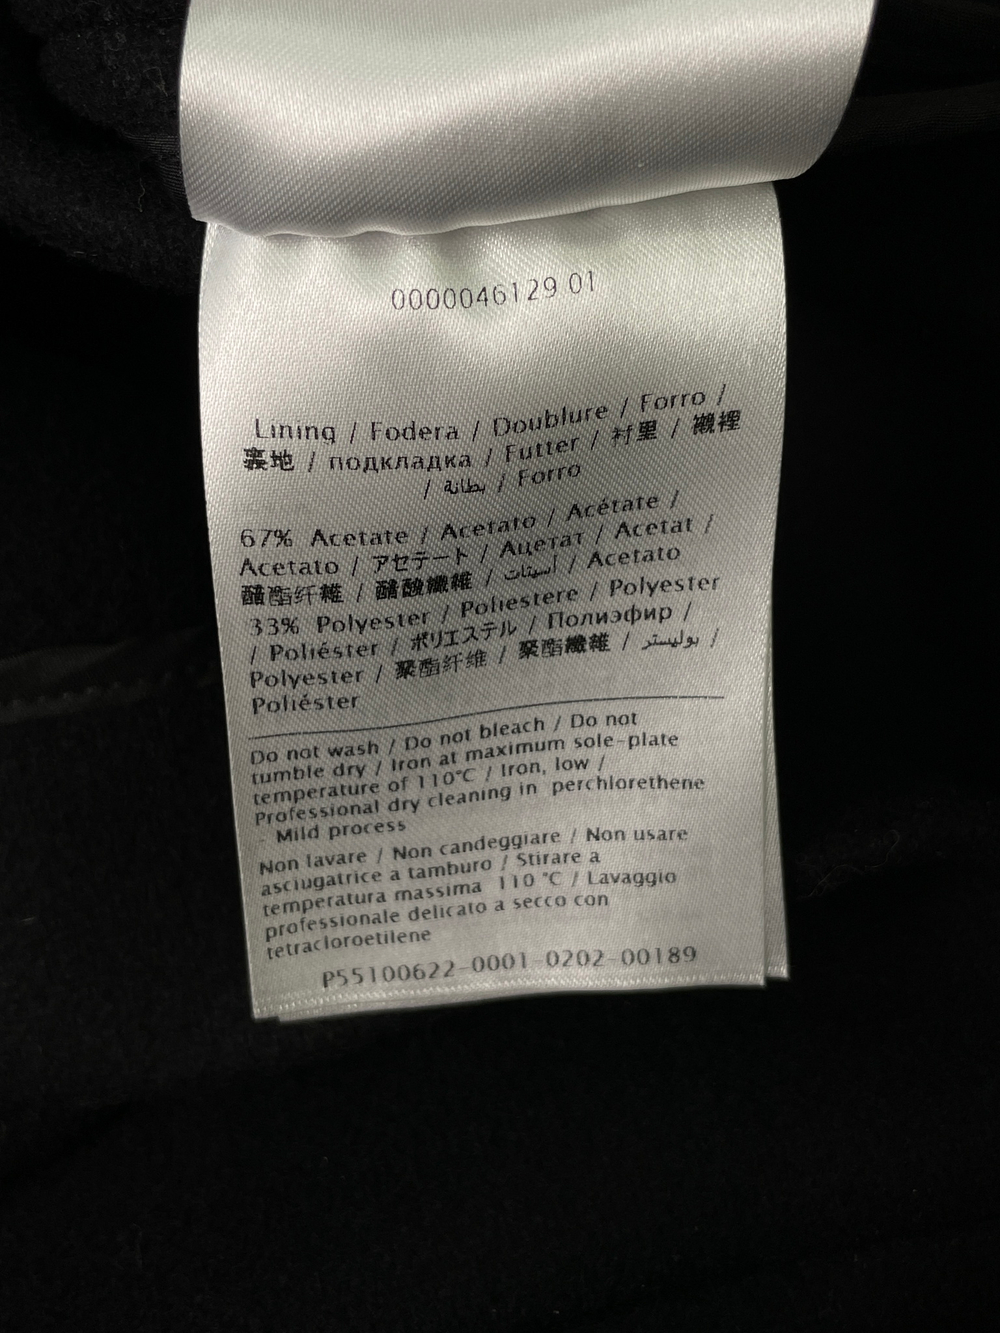 0000046129 01
Lining / Fodera / Doublure / Forro /
裏地 / подкладка / Futter / 衬里 / 襯裡
/ بطانة / Forro
67% Acetate / Acetato / Acétate /
Acetato / アセテート / Ацетат / Acetat /
醋酯纤维 / 醋酸纖維 / أسيتات / Acetato
33% Polyester / Poliestere / Polyester
/ Poliéster / ポリエステル / Полиэфир /
Polyester / 聚酯纤维 / 聚酯纖維 / بوليستر /
Poliéster
Do not wash / Do not bleach / Do not
tumble dry / Iron at maximum sole-plate
temperature of 110°C / Iron, low /
Professional dry cleaning in perchlorethene
- Mild process
Non lavare / Non candeggiare / Non usare
asciugatrice a tamburo / Stirare a
temperatura massima 110 °C / Lavaggio
professionale delicato a secco con
tetracloroetilene
P55100622-0001-0202-00189